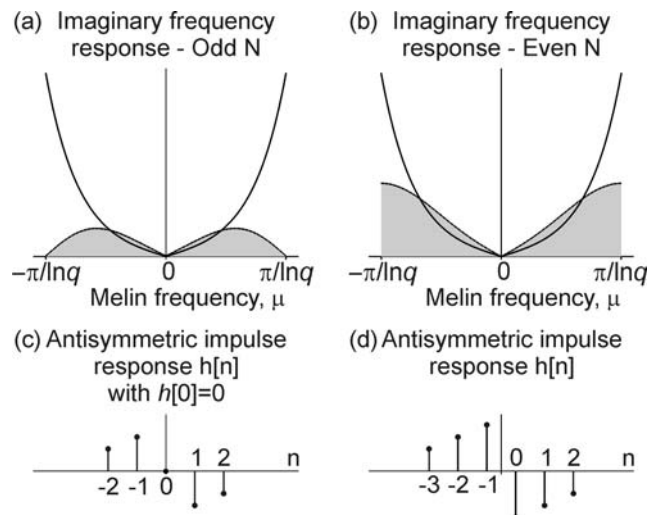 (a) Imaginary frequency
response - Odd N
−π/lnq 0 π/lnq
Melin frequency, μ
(b) Imaginary frequency
response - Even N
−π/lnq 0 π/lnq
Melin frequency, μ
(c) Antisymmetric impulse
response h[n]
with h[0]=0
1 2 n
-2 -1 0
(d) Antisymmetric impulse
response h[n]
0 1 2 n
-3 -2 -1